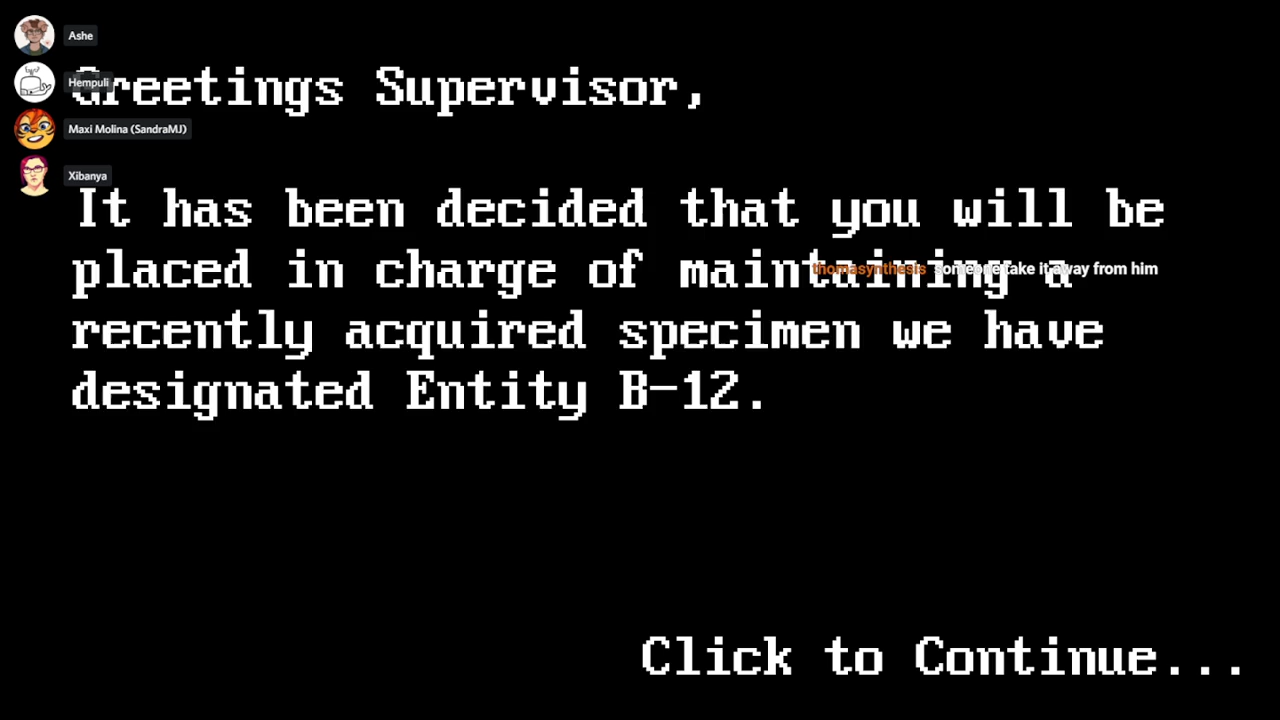 Ashe
Hempuli
Greetings Supervisor,
Maxi Molina (SandraMJ)
Xibanya
It has been decided that you will be
placed in charge of maintaining a
thomasynthesis someone take it away from him
recently acquired specimen we have
designated Entity B-12.
Click to Continue...